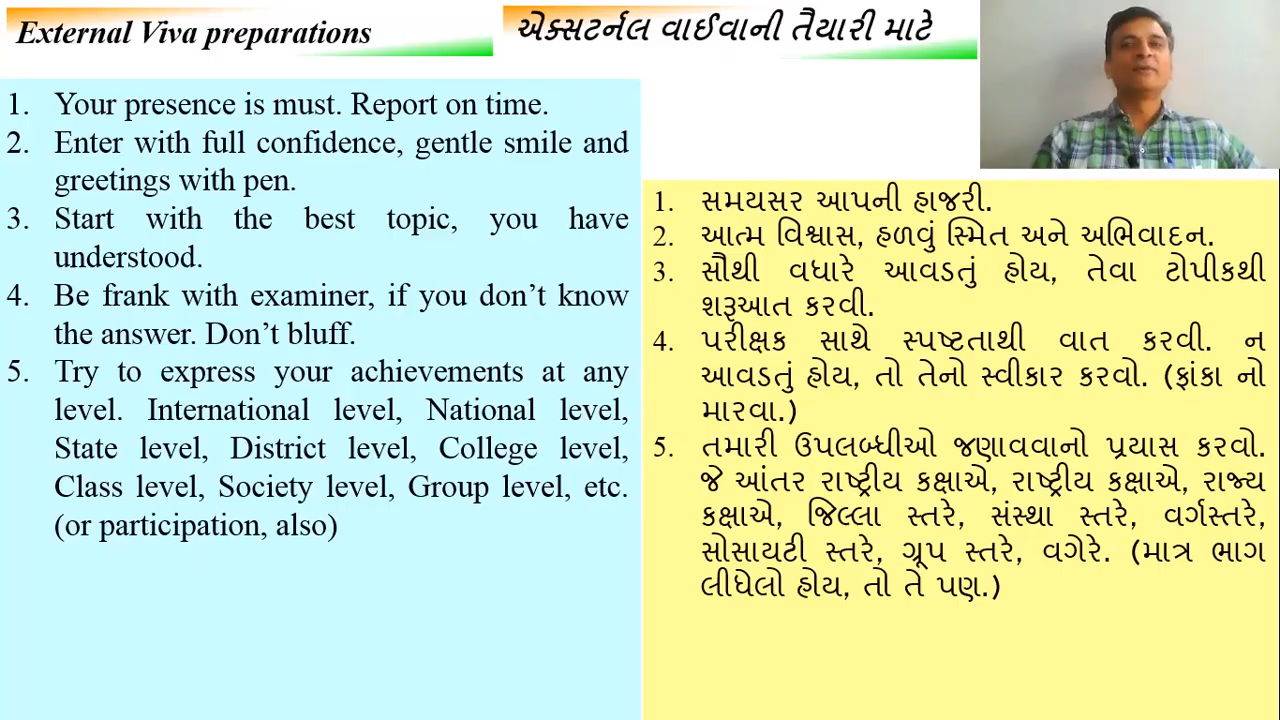 External Viva preparations
એક્સટર્નલ વાઈવાની તૈયારી માટે
1. Your presence is must. Report on time.
2. Enter with full confidence, gentle smile and
greetings with pen.
3. Start with the best topic, you have
understood.
4. Be frank with examiner, if you don’t know
the answer. Don’t bluff.
5. Try to express your achievements at any
level. International level, National level,
State level, District level, College level,
Class level, Society level, Group level, etc.
(or participation, also)
1. સમયસર આપની હાજરી.
2. આત્મ વિશ્વાસ, હળવું સ્મિત અને અભિવાદન.
3. સૌથી વધારે આવડતું હોય, તેવા ટોપીકથી
શરૂઆત કરવી.
4. પરીક્ષક સાથે સ્પષ્ટતાથી વાત કરવી. ન
આવડતું હોય, તો તેનો સ્વીકાર કરવો. (ફાંકા નો
મારવા.)
5. તમારી ઉપલબ્ધીઓ જણાવવાનો પ્રયાસ કરવો.
જે આંતર રાષ્ટ્રીય કક્ષાએ, રાષ્ટ્રીય કક્ષાએ, રાજ્ય
કક્ષાએ, જિલ્લા સ્તરે, સંસ્થા સ્તરે, વર્ગસ્તરે,
સોસાયટી સ્તરે, ગ્રૂપ સ્તરે, વગેરે. (માત્ર ભાગ
લીધેલો હોય, તો તે પણ.)